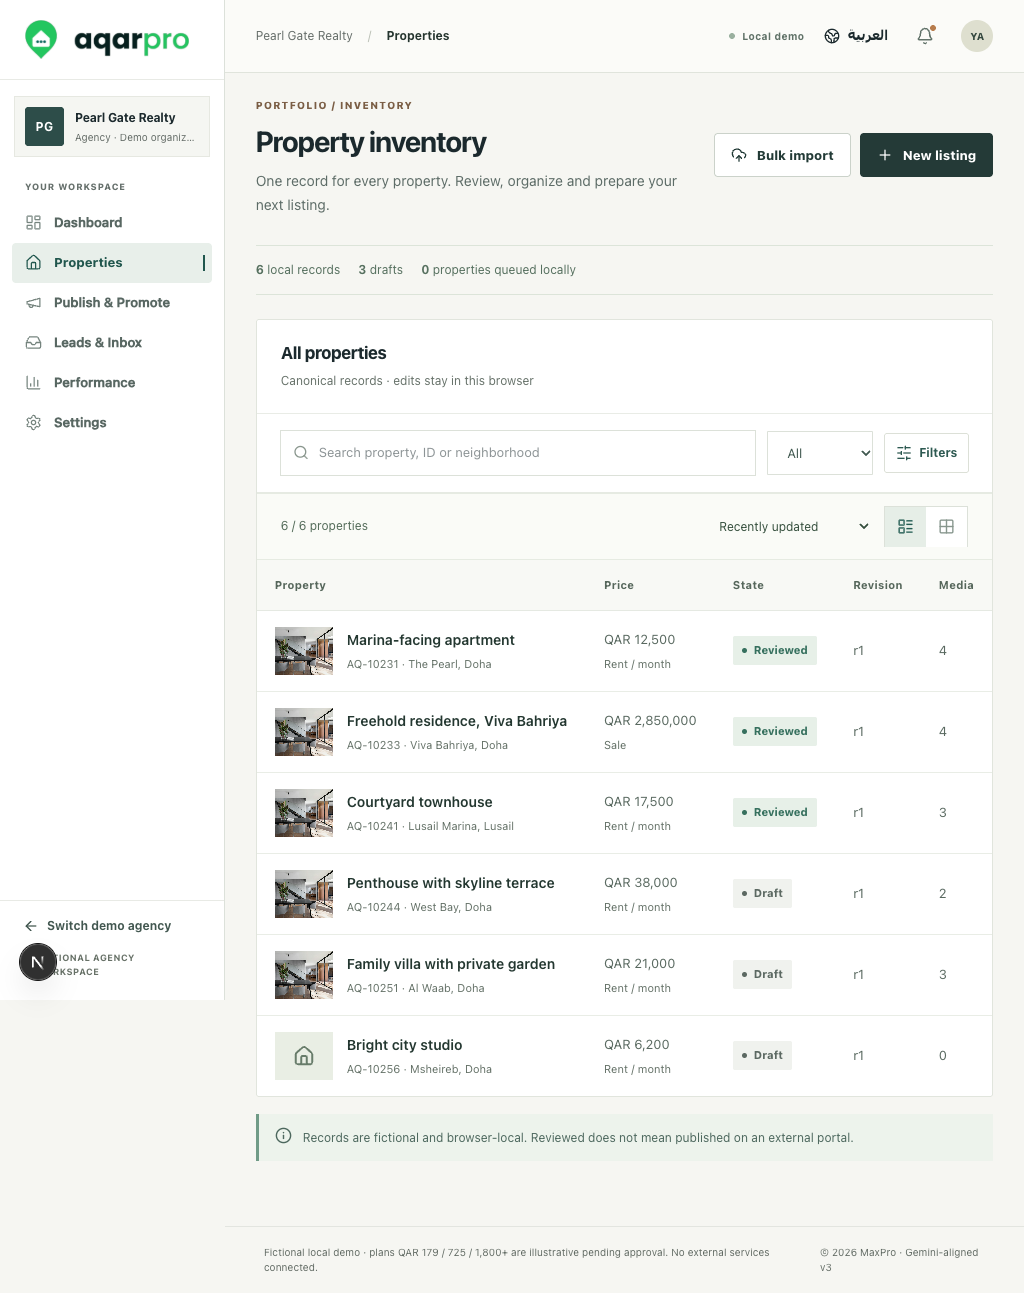 aqarpro
PG
Pearl Gate Realty
Agency · Demo organiz...
YOUR WORKSPACE
Dashboard
Properties
Publish & Promote
Leads & Inbox
Performance
Settings
Switch demo agency
N
Pearl Gate Realty / Properties
Local demo
العربية
YA
PORTFOLIO / INVENTORY
Property inventory
One record for every property. Review, organize and prepare your
next listing.
Bulk import
New listing
6 local records 3 drafts 0 properties queued locally
All properties
Canonical records · edits stay in this browser
Search property, ID or neighborhood
All
Filters
6 / 6 properties
Recently updated
Property Price State Revision Media
Marina-facing apartment
AQ-10231 · The Pearl, Doha
QAR 12,500
Rent / month
Reviewed
r1
4
Freehold residence, Viva Bahriya
AQ-10233 · Viva Bahriya, Doha
QAR 2,850,000
Sale
Reviewed
r1
4
Courtyard townhouse
AQ-10241 · Lusail Marina, Lusail
QAR 17,500
Rent / month
Reviewed
r1
3
Penthouse with skyline terrace
AQ-10244 · West Bay, Doha
QAR 38,000
Rent / month
Draft
r1
2
Family villa with private garden
AQ-10251 · Al Waab, Doha
QAR 21,000
Rent / month
Draft
r1
3
Bright city studio
AQ-10256 · Msheireb, Doha
QAR 6,200
Rent / month
Draft
r1
0
Records are fictional and browser-local. Reviewed does not mean published on an external portal.
Fictional local demo · plans QAR 179 / 725 / 1,800+ are illustrative pending approval. No external services
connected.
© 2026 MaxPro · Gemini-aligned
v3
AGENCY